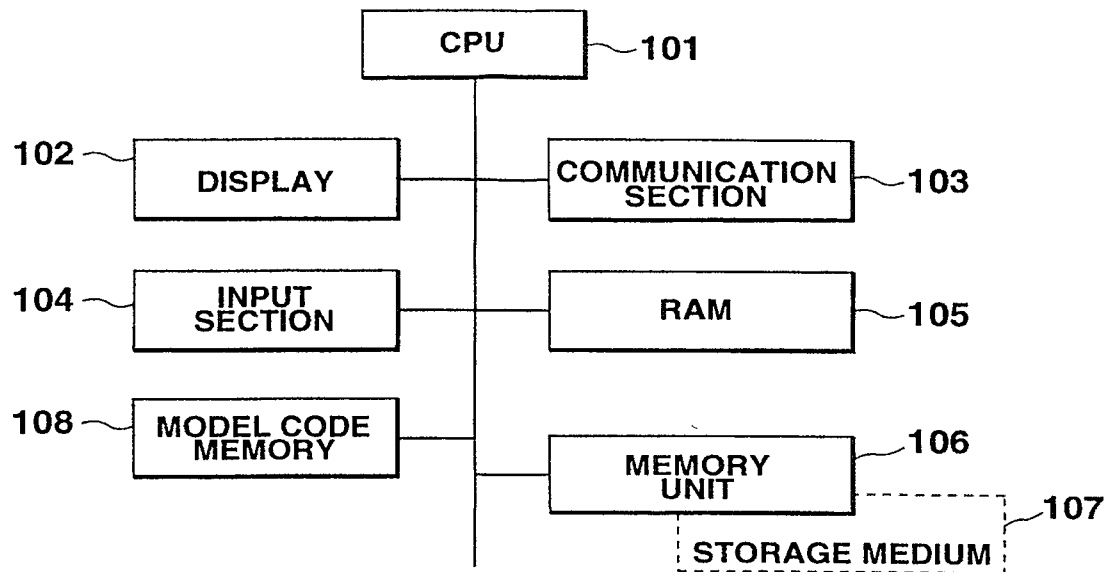 CPU
101
102
DISPLAY
COMMUNICATION
SECTION
103
104
INPUT
SECTION
RAM
105
108
MODEL CODE
MEMORY
MEMORY
UNIT
106
107
STORAGE MEDIUM